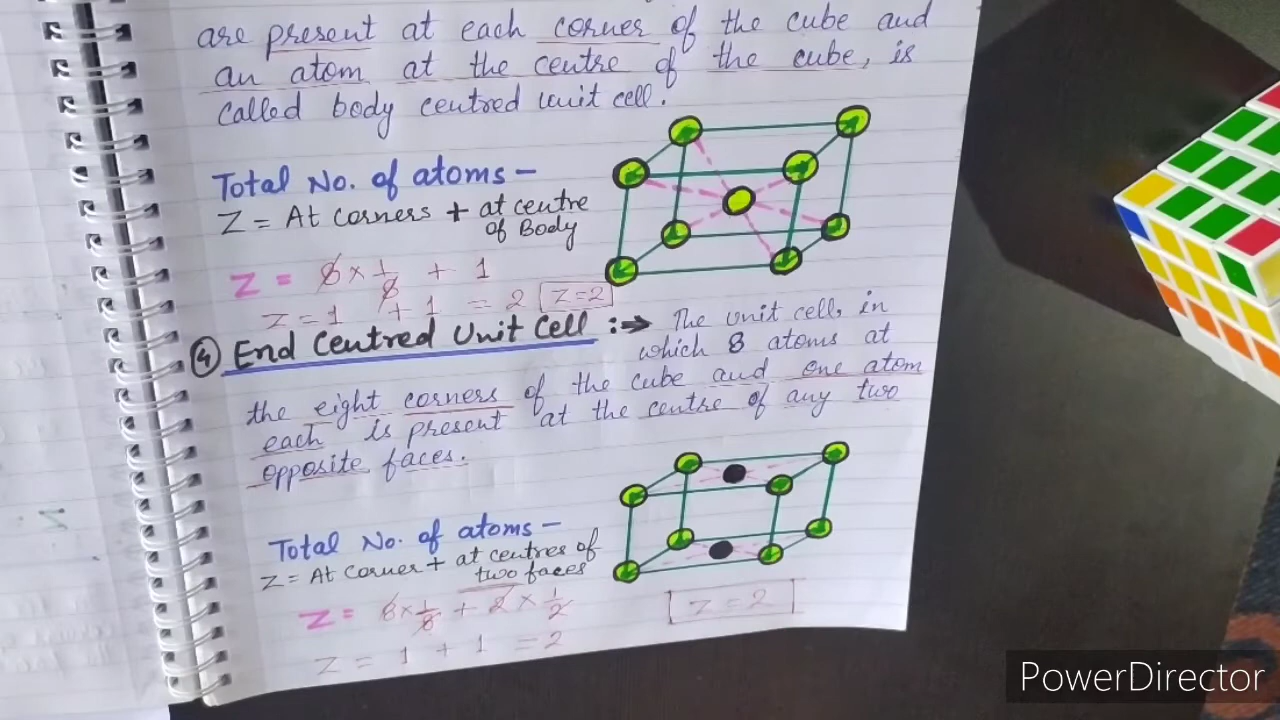 are present at each corner of the cube and
an atom at the centre of the cube, is
called body centred unit cell.
Total No. of atoms -
Z = At corners + at centre
of Body
Z = 8 × 1/8 + 1
Z = 1 + 1 = 2 Z=2
④ End Centred Unit Cell :⇒ The unit cell, in
which 8 atoms at
the eight corners of the cube and one atom
each is present at the centre of any two
opposite faces.
Total No. of atoms -
Z = At Corner + at centres of
two faces
Z = 8 × 1/8 + 2 × 1/2
Z = 2
Z = 1 + 1 = 2
PowerDirector